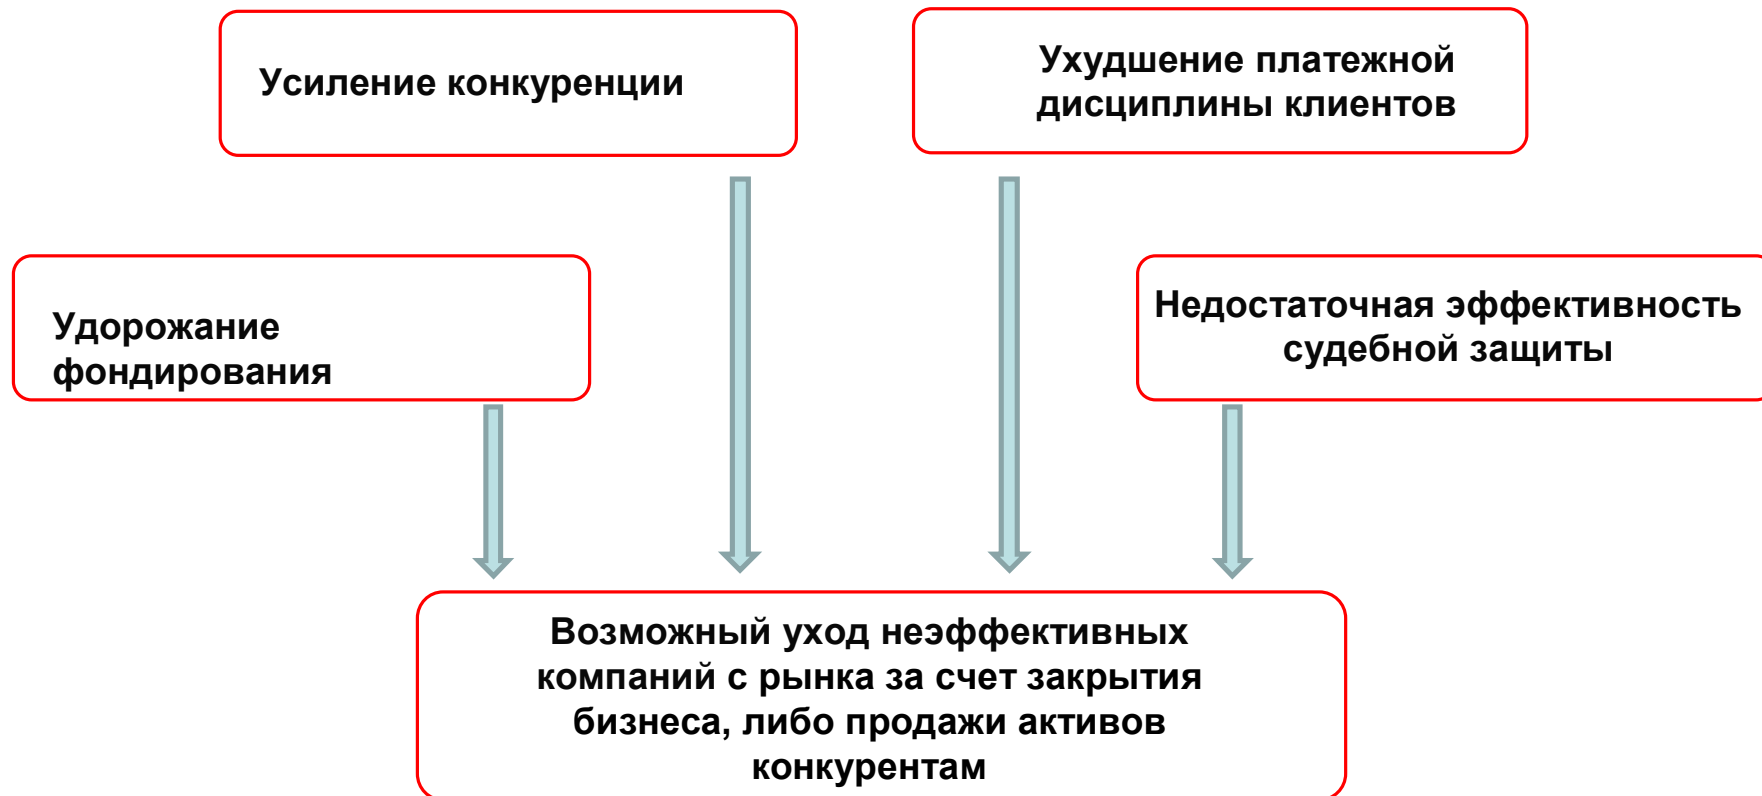 Усиление конкуренции
Ухудшение платежной
дисциплины клиентов
Удорожание
фондирования
Недостаточная эффективность
судебной защиты
Возможный уход неэффективных
компаний с рынка за счет закрытия
бизнеса, либо продажи активов
конкурентам